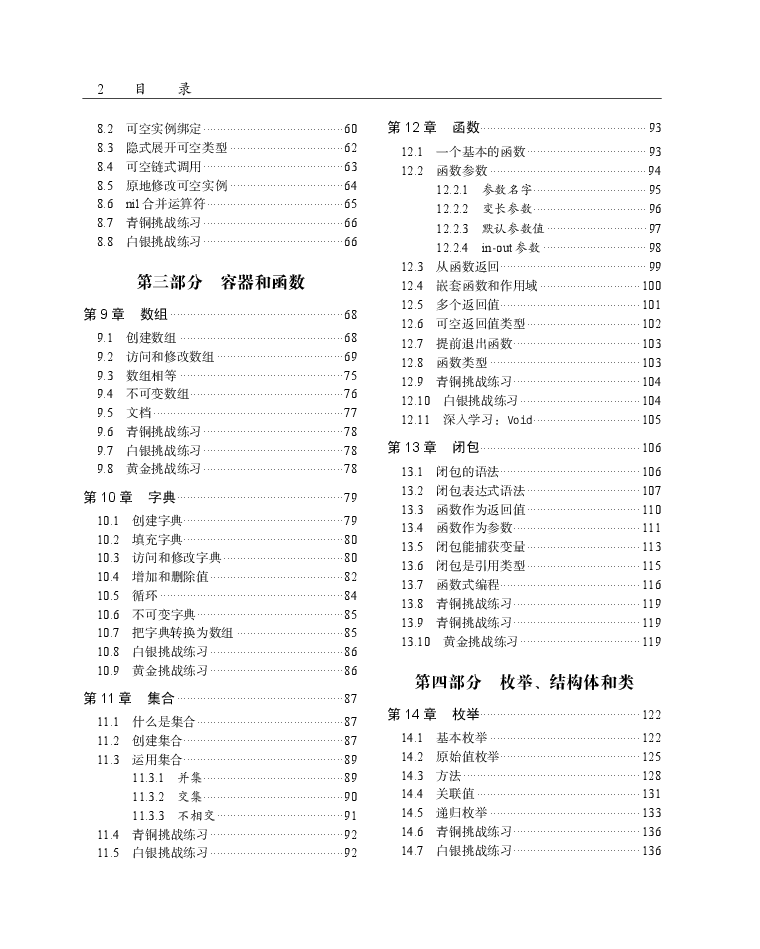 2 目 录
8.2 可空实例绑定 60
8.3 隐式展开可空类型 62
8.4 可空链式调用 63
8.5 原地修改可空实例 64
8.6 nil 合并运算符 65
8.7 青铜挑战练习 66
8.8 白银挑战练习 66
第三部分 容器和函数
第 9 章 数组 68
9.1 创建数组 68
9.2 访问和修改数组 69
9.3 数组相等 75
9.4 不可变数组 76
9.5 文档 77
9.6 青铜挑战练习 78
9.7 白银挑战练习 78
9.8 黄金挑战练习 78
第 10 章 字典 79
10.1 创建字典 79
10.2 填充字典 80
10.3 访问和修改字典 80
10.4 增加和删除值 82
10.5 循环 84
10.6 不可变字典 85
10.7 把字典转换为数组 85
10.8 白银挑战练习 86
10.9 黄金挑战练习 86
第 11 章 集合 87
11.1 什么是集合 87
11.2 创建集合 87
11.3 运用集合 89
11.3.1 并集 89
11.3.2 交集 90
11.3.3 不相交 91
11.4 青铜挑战练习 92
11.5 白银挑战练习 92
第 12 章 函数 93
12.1 一个基本的函数 93
12.2 函数参数 94
12.2.1 参数名字 95
12.2.2 变长参数 96
12.2.3 默认参数值 97
12.2.4 in-out 参数 98
12.3 从函数返回 99
12.4 嵌套函数和作用域 100
12.5 多个返回值 101
12.6 可空返回值类型 102
12.7 提前退出函数 103
12.8 函数类型 103
12.9 青铜挑战练习 104
12.10 白银挑战练习 104
12.11 深入学习：Void 105
第 13 章 闭包 106
13.1 闭包的语法 106
13.2 闭包表达式语法 107
13.3 函数作为返回值 110
13.4 函数作为参数 111
13.5 闭包能捕获变量 113
13.6 闭包是引用类型 115
13.7 函数式编程 116
13.8 青铜挑战练习 119
13.9 青铜挑战练习 119
13.10 黄金挑战练习 119
第四部分 枚举、结构体和类
第 14 章 枚举 122
14.1 基本枚举 122
14.2 原始值枚举 125
14.3 方法 128
14.4 关联值 131
14.5 递归枚举 133
14.6 青铜挑战练习 136
14.7 白银挑战练习 136